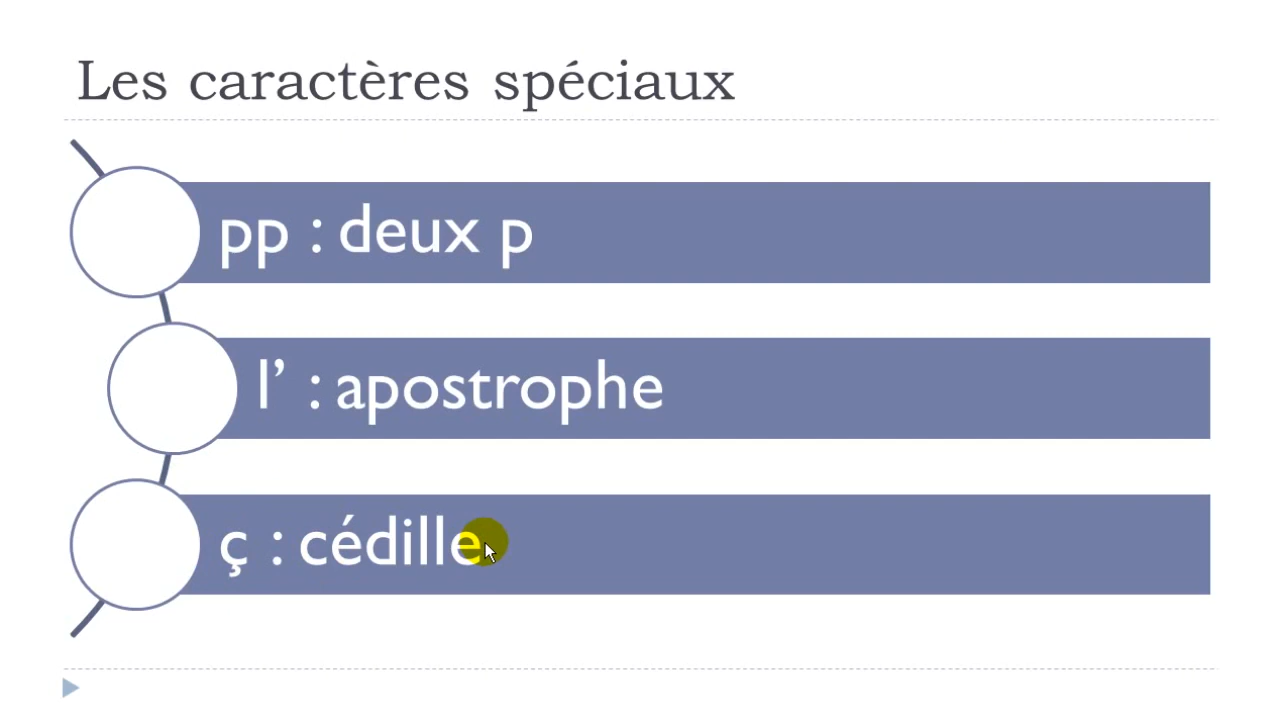 Les caractères spéciaux
pp : deux p
l’ : apostrophe
ç : cédille